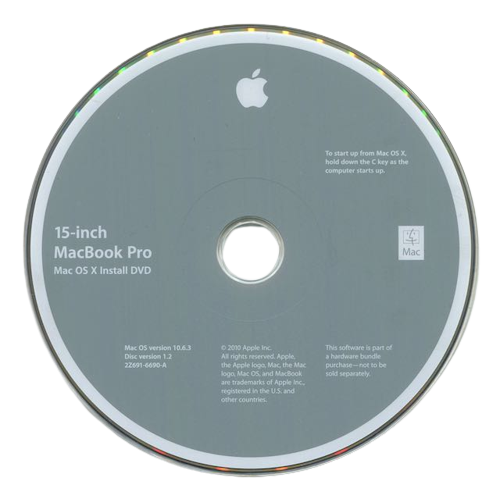 To start up from Mac OS X,
hold down the C key as the
computer starts up.
15-inch
MacBook Pro
Mac OS X Install DVD
Mac
Mac OS version 10.6.3
Disc version 1.2
2Z691-6690-A
© 2010 Apple Inc.
All rights reserved. Apple,
the Apple logo, Mac, the Mac
logo, Mac OS, and MacBook
are trademarks of Apple Inc.,
registered in the U.S. and
other countries.
This software is part of
a hardware bundle
purchase—not to be
sold separately.